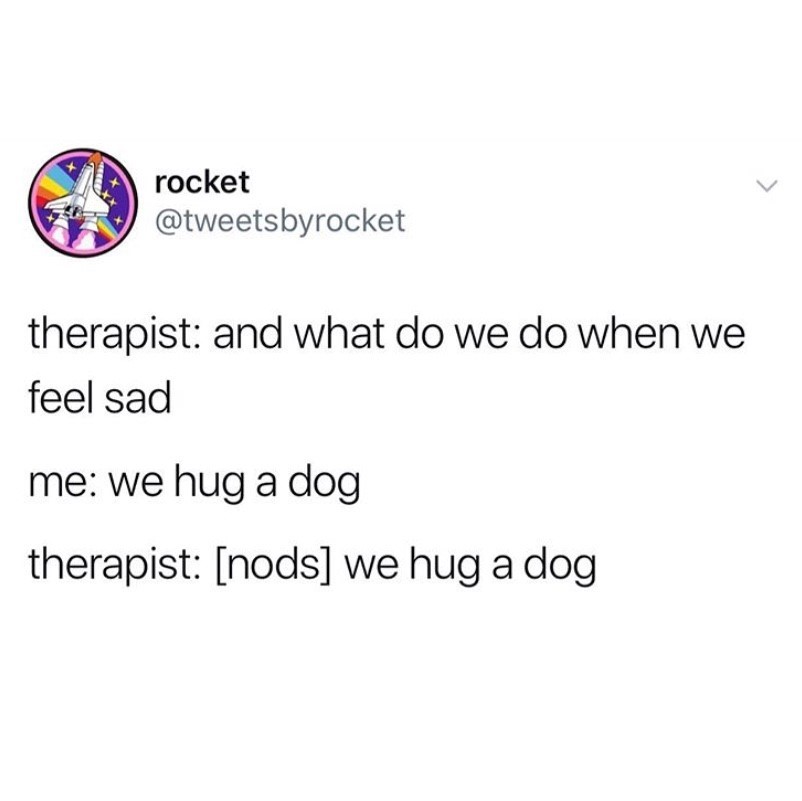 rocket
@tweetsbyrocket
therapist: and what do we do when we
feel sad
me: we hug a dog
therapist: [nods] we hug a dog